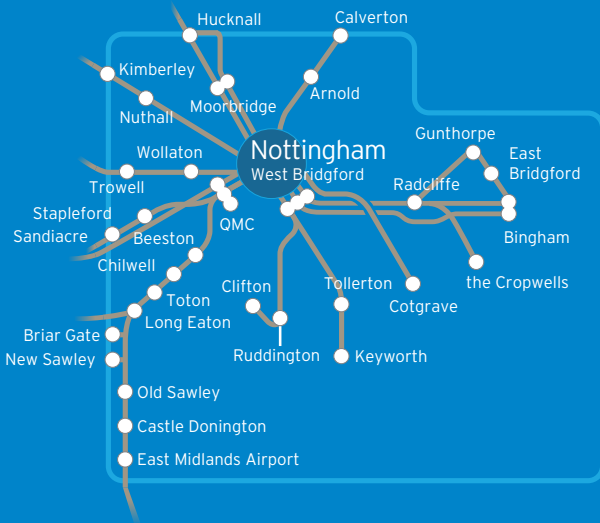 Hucknall
Calverton
Kimberley
Arnold
Moorbridge
Nuthall
Gunthorpe
Nottingham
West Bridgford
Wollaton
East
Bridgford
Trowell
Radcliffe
Stapleford
QMC
Sandiacre
Beeston
Bingham
Chilwell
the Cropwells
Clifton
Tollerton
Toton
Cotgrave
Long Eaton
Briar Gate
Ruddington
Keyworth
New Sawley
Old Sawley
Castle Donington
East Midlands Airport